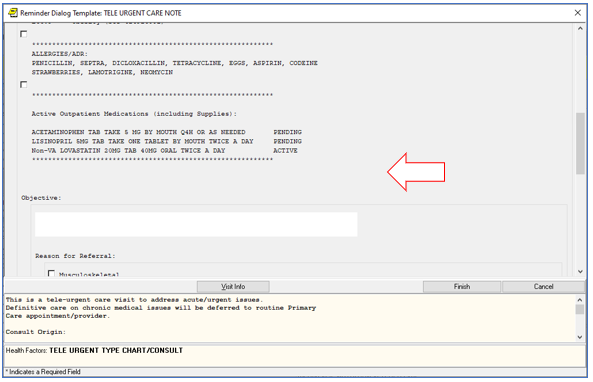 Reminder Dialog Template: TELE URGENT CARE NOTE
************************************************************
ALLERGIES/ADR:
PENICILLIN, SEPTRA, DICLOXACILLIN, TETRACYCLINE, EGGS, ASPIRIN, CODEINE
STRAWBERRIES, LAMOTRIGINE, NEOMYCIN
************************************************************
Active Outpatient Medications (including Supplies):
ACETAMINOPHEN TAB TAKE 5 MG BY MOUTH Q4H OR AS NEEDED PENDING
LISINOPRIL 5MG TAB TAKE ONE TABLET BY MOUTH TWICE A DAY PENDING
Non-VA LOVASTATIN 20MG TAB 40MG ORAL TWICE A DAY ACTIVE
************************************************************
Objective:
Reason for Referral:
Musculoskeletal
Visit Info Finish Cancel
This is a tele-urgent care visit to address acute/urgent issues.
Definitive care on chronic medical issues will be deferred to routine Primary
Care appointment/provider.
Consult Origin:
Health Factors: TELE URGENT TYPE CHART/CONSULT
* Indicates a Required Field